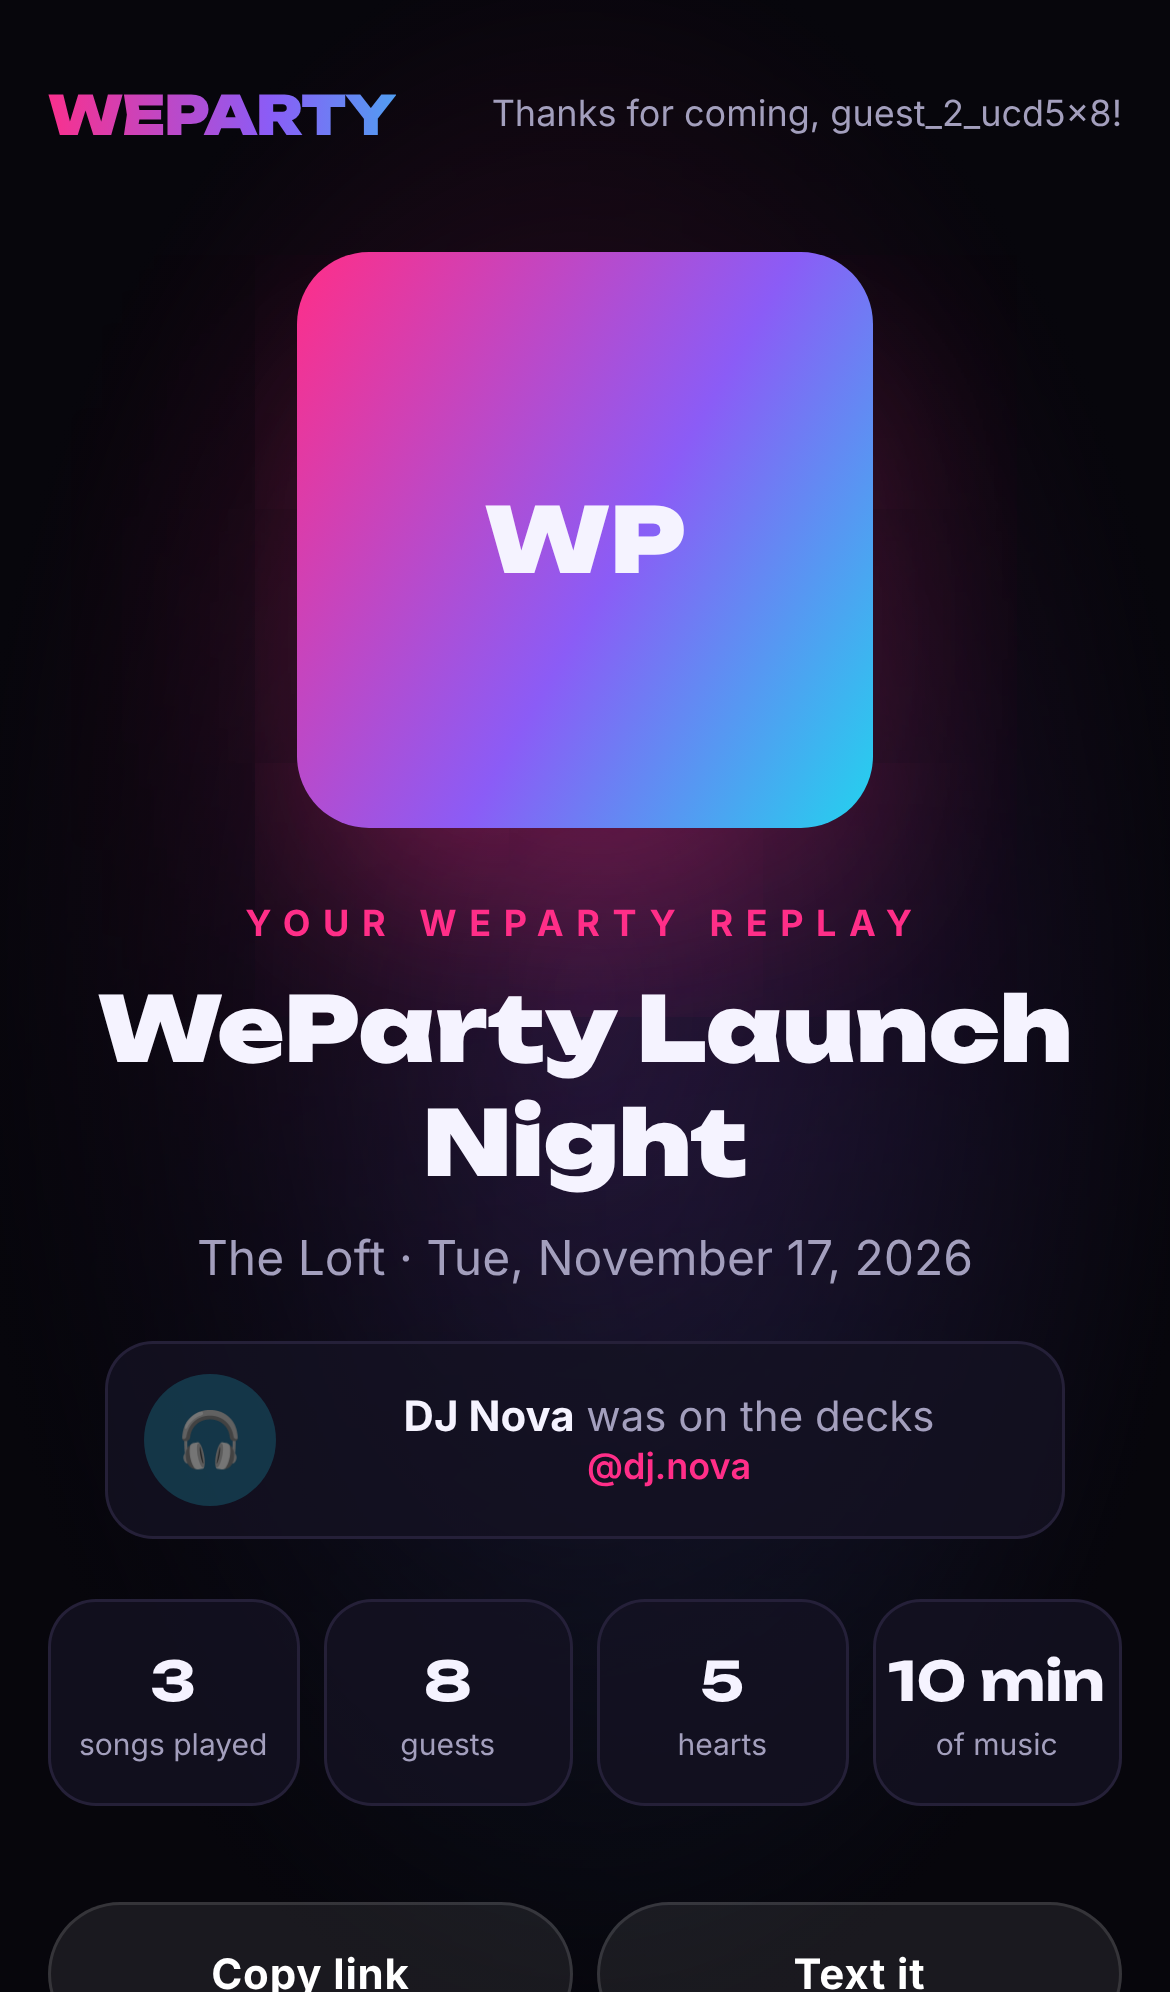 WEPARTY
Thanks for coming, guest_2_ucd5×8!
WP
YOUR WEPARTY REPLAY
WeParty Launch
Night
The Loft · Tue, November 17, 2026
DJ Nova was on the decks
@dj.nova
3
songs played
8
guests
5
hearts
10 min
of music
Copy link
Text it